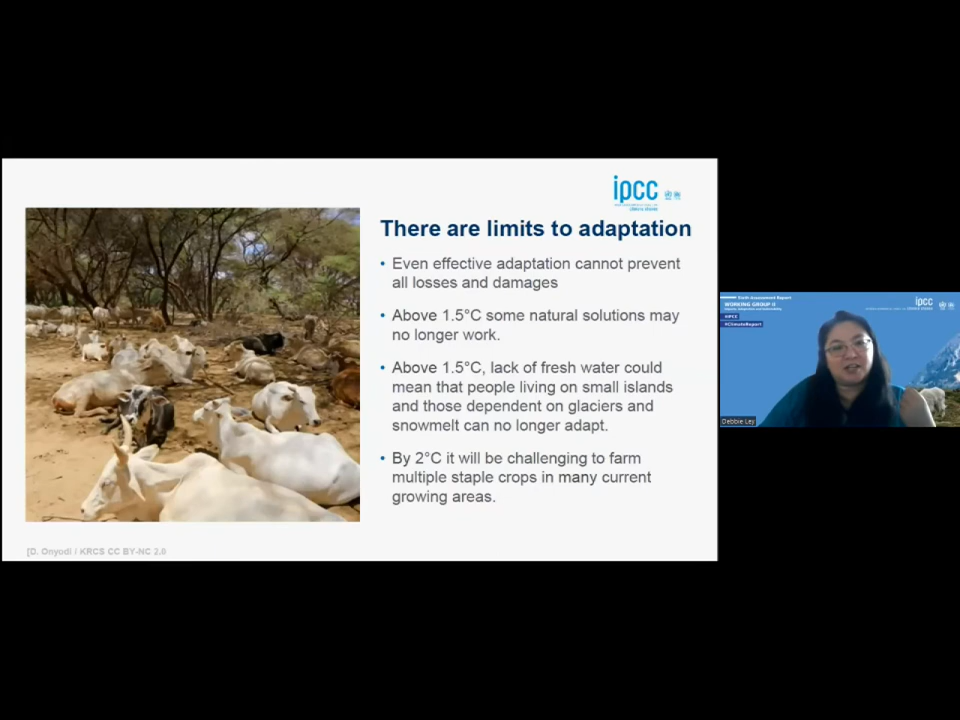 ipcc
There are limits to adaptation
• Even effective adaptation cannot prevent
all losses and damages
• Above 1.5°C some natural solutions may
no longer work.
• Above 1.5°C, lack of fresh water could
mean that people living on small islands
and those dependent on glaciers and
snowmelt can no longer adapt.
• By 2°C it will be challenging to farm
multiple staple crops in many current
growing areas.
[D. Onyodi / KRCS CC BY-NC 2.0
Sixth Assessment Report
WORKING GROUP II
ipcc
#IPCC
#ClimateReport
Debbie Ley